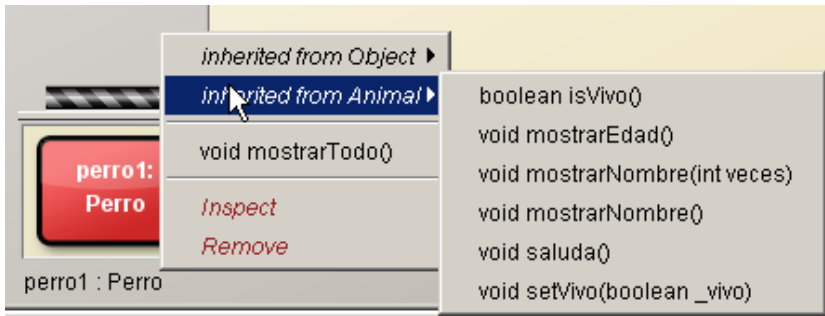 inherited from Object
inherited from Animal
void mostrarTodo()
Inspect
Remove
boolean isVivo()
void mostrarEdad()
void mostrarNombre(int veces)
void mostrarNombre()
void saluda()
void setVivo(boolean _vivo)
perro1:
Perro
perro1 : Perro